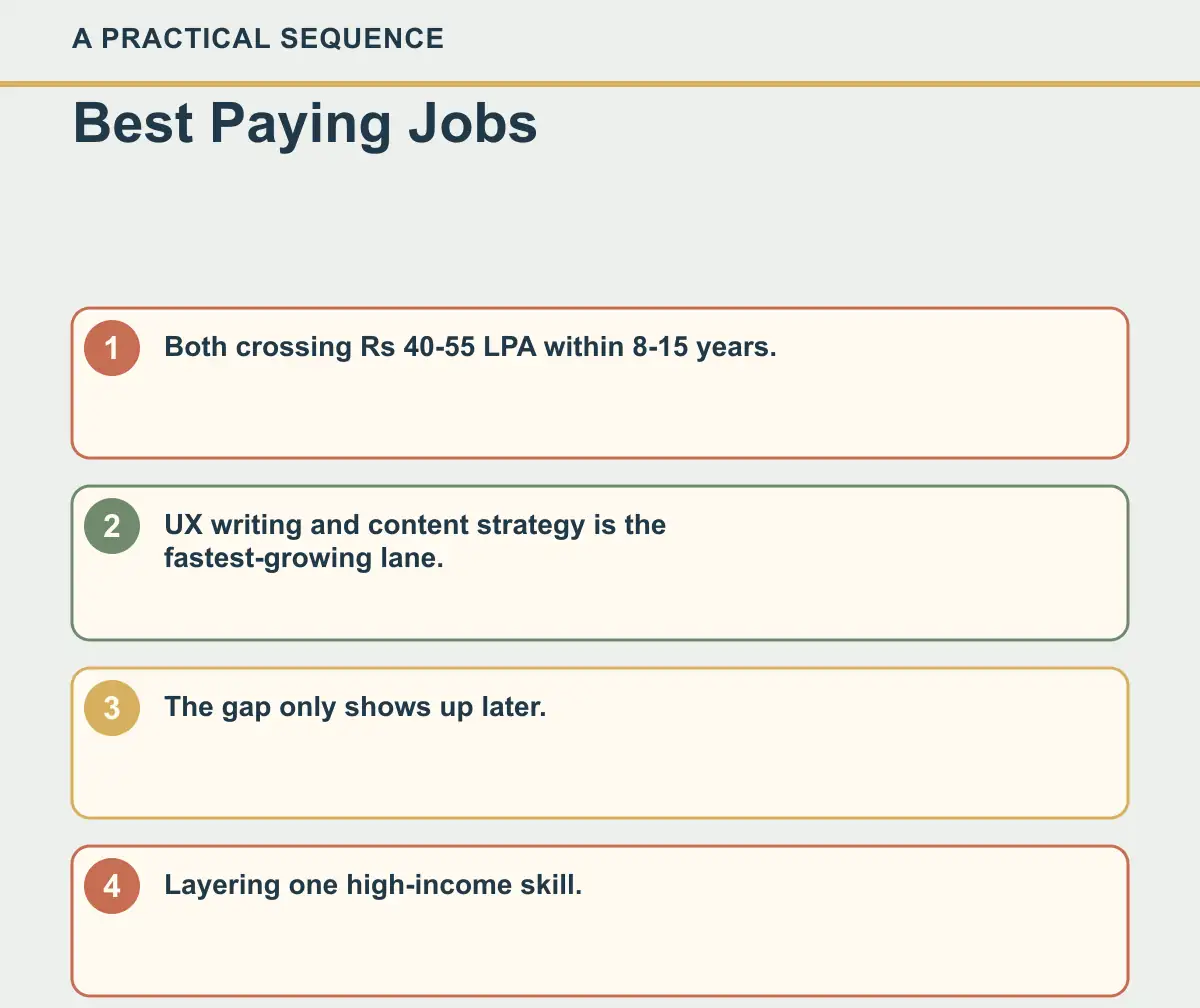 A PRACTICAL SEQUENCE
Best Paying Jobs
1
Both crossing Rs 40-55 LPA within 8-15 years.
2
UX writing and content strategy is the
fastest-growing lane.
3
The gap only shows up later.
4
Layering one high-income skill.